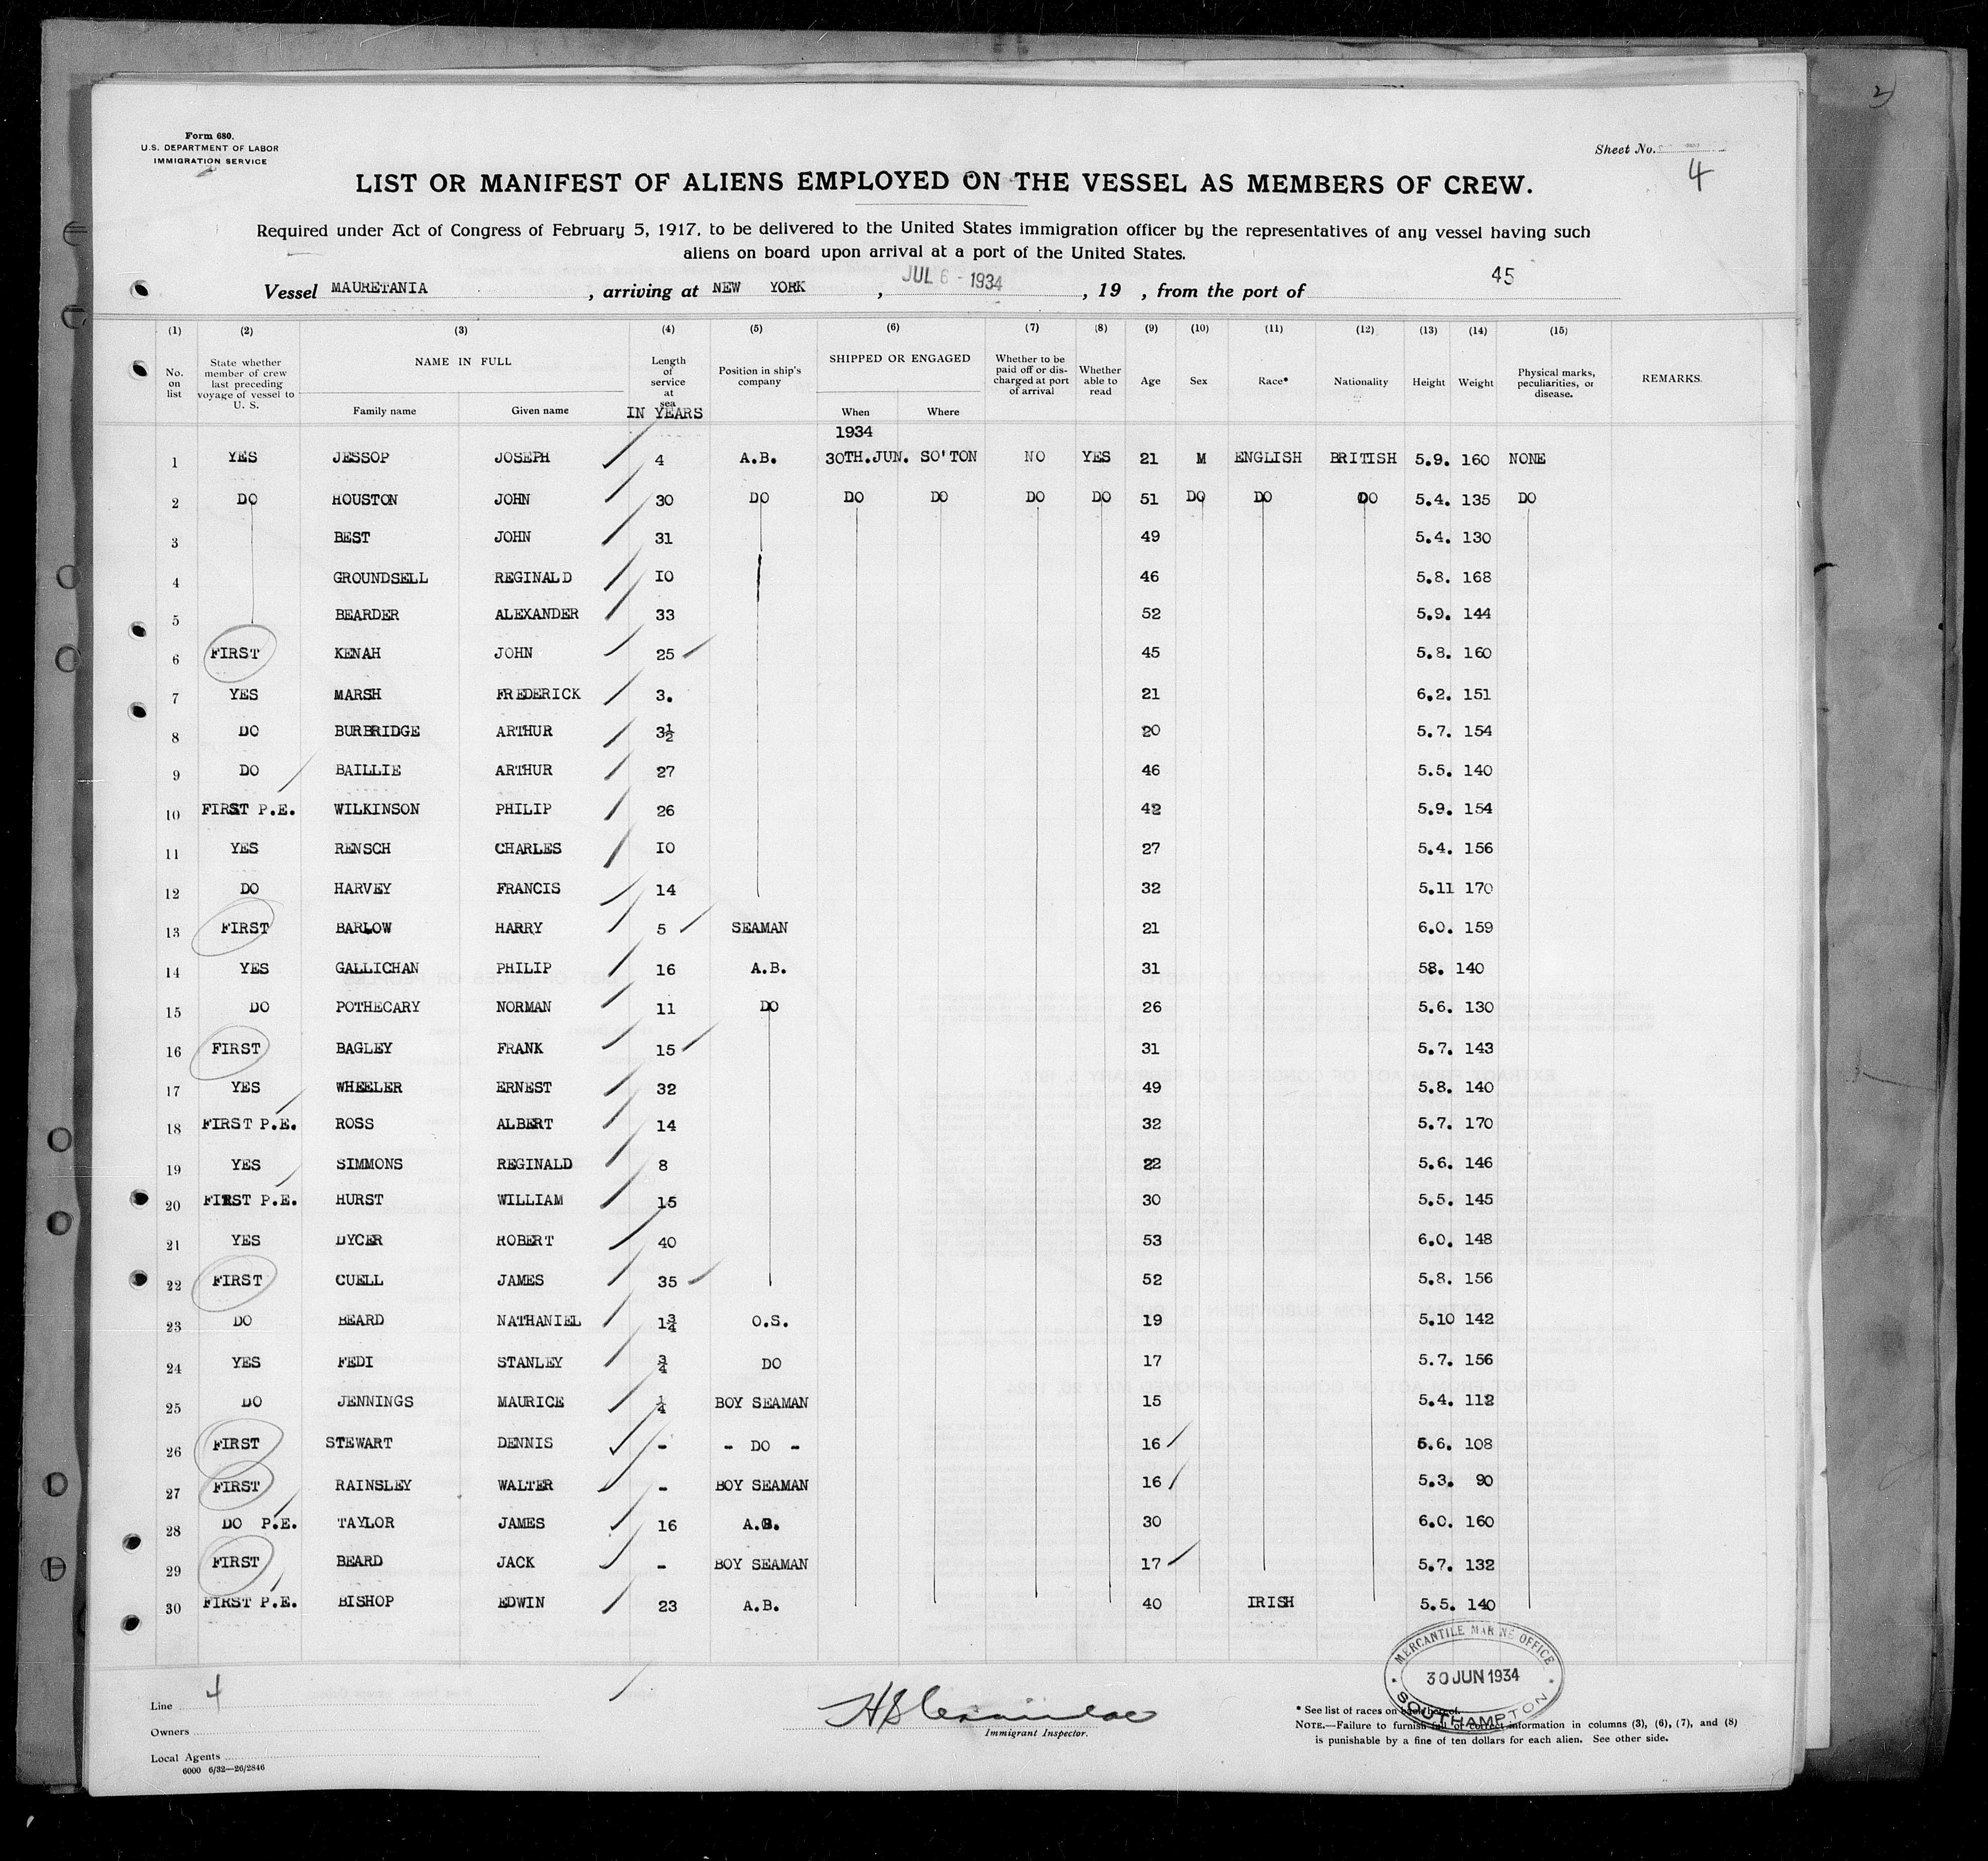 2
Form 680.
U.S. DEPARTMENT OF LABOR
IMMIGRATION SERVICE
Sheet No.
4
LIST OR MANIFEST OF ALIENS EMPLOYED ON THE VESSEL AS MEMBERS OF CREW.
Required under Act of Congress of February 5, 1917, to be delivered to the United States immigration officer by the representatives of any vessel having such
aliens on board upon arrival at a port of the United States.
Vessel MAURETANIA, arriving at NEW YORK, JUL 6 - 1934, 19 , from the port of 45
(1) (2) (3) (4) (5) (6) (7) (8) (9) (10) (11) (12) (13) (14) (15)
No. on list | State whether member of crew last preceding voyage of vessel to U. S. | NAME IN FULL Family name Given name | Length of service at sea IN YEARS | Position in ship's company | SHIPPED OR ENGAGED When Where | Whether to be paid off or discharged at port of arrival | Whether able to read | Age | Sex | Race* | Nationality | Height | Weight | Physical marks, peculiarities, or disease. | REMARKS.
1934
1 YES JESSOP JOSEPH 4 A.B. 30TH.JUN. SO'TON NO YES 21 M ENGLISH BRITISH 5.9. 160 NONE
2 DO HOUSTON JOHN 30 DO DO DO DO DO 51 DO DO DO 5.4. 135 DO
3 BEST JOHN 31 49 5.4. 130
4 GROUNDSELL REGINALD IO 46 5.8. 168
5 BEARDER ALEXANDER 33 52 5.9. 144
6 FIRST KENAH JOHN 25 45 5.8. 160
7 YES MARSH FREDERICK 3. 21 6.2. 151
8 DO BURBRIDGE ARTHUR 3½ 20 5.7. 154
9 DO BAILLIE ARTHUR 27 46 5.5. 140
10 FIRST P.E. WILKINSON PHILIP 26 42 5.9. 154
11 YES RENSCH CHARLES IO 27 5.4. 156
12 DO HARVEY FRANCIS 14 32 5.11 170
13 FIRST BARLOW HARRY 5 SEAMAN 21 6.0. 159
14 YES GALLICHAN PHILIP 16 A.B. 31 58. 140
15 DO POTHECARY NORMAN 11 DO 26 5.6. 130
16 FIRST BAGLEY FRANK 15 31 5.7. 143
17 YES WHEELER ERNEST 32 49 5.8. 140
18 FIRST P.E. ROSS ALBERT 14 32 5.7. 170
19 YES SIMMONS REGINALD 8 22 5.6. 146
20 FIRST P.E. HURST WILLIAM 15 30 5.5. 145
21 YES DYCER ROBERT 40 53 6.0. 148
22 FIRST CUELL JAMES 35 52 5.8. 156
23 DO BEARD NATHANIEL 1¾ O.S. 19 5.10 142
24 YES FEDI STANLEY ¾ DO 17 5.7. 156
25 DO JENNINGS MAURICE ¼ BOY SEAMAN 15 5.4. 112
26 FIRST STEWART DENNIS - - DO - 16 5.6. 108
27 FIRST RAINSLEY WALTER - BOY SEAMAN 16 5.3. 90
28 DO P.E. TAYLOR JAMES 16 A.B. 30 6.0. 160
29 FIRST BEARD JACK - BOY SEAMAN 17 5.7. 132
30 FIRST P.E. BISHOP EDWIN 23 A.B. 40 IRISH 5.5. 140
MERCANTILE MARINE OFFICE
30 JUN 1934
SOUTHAMPTON
Line 4
Owners
Local Agents
6000 6/32—26/2846
Immigrant Inspector.
* See list of races on back hereof.
NOTE.—Failure to furnish full or correct information in columns (3), (6), (7), and (8)
is punishable by a fine of ten dollars for each alien. See other side.